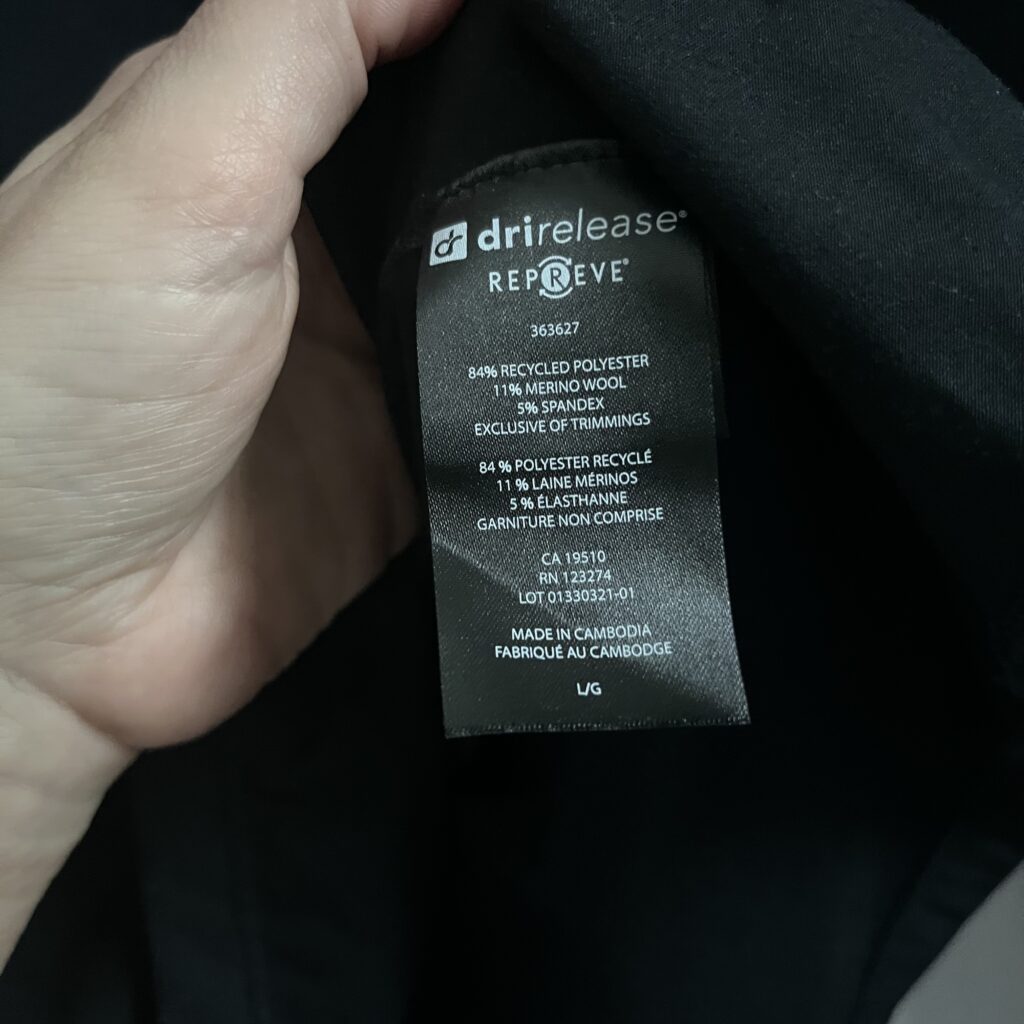 dr drirelease®
REPREVE®
363627
84% RECYCLED POLYESTER
11% MERINO WOOL
5% SPANDEX
EXCLUSIVE OF TRIMMINGS
84 % POLYESTER RECYCLÉ
11 % LAINE MÉRINOS
5 % ÉLASTHANNE
GARNITURE NON COMPRISE
CA 19510
RN 123274
LOT 01330321-01
MADE IN CAMBODIA
FABRIQUÉ AU CAMBODGE
L/G